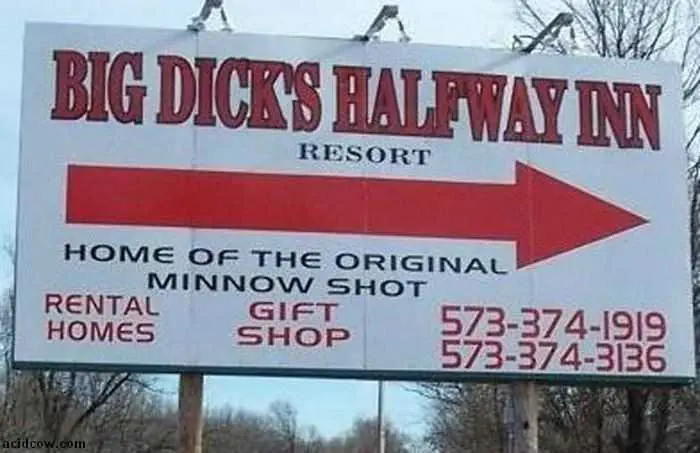 BIG DICK'S HALFWAY INN
RESORT
HOME OF THE ORIGINAL
MINNOW SHOT
RENTAL
HOMES
GIFT
SHOP
573-374-1919
573-374-3136
acidcow.com